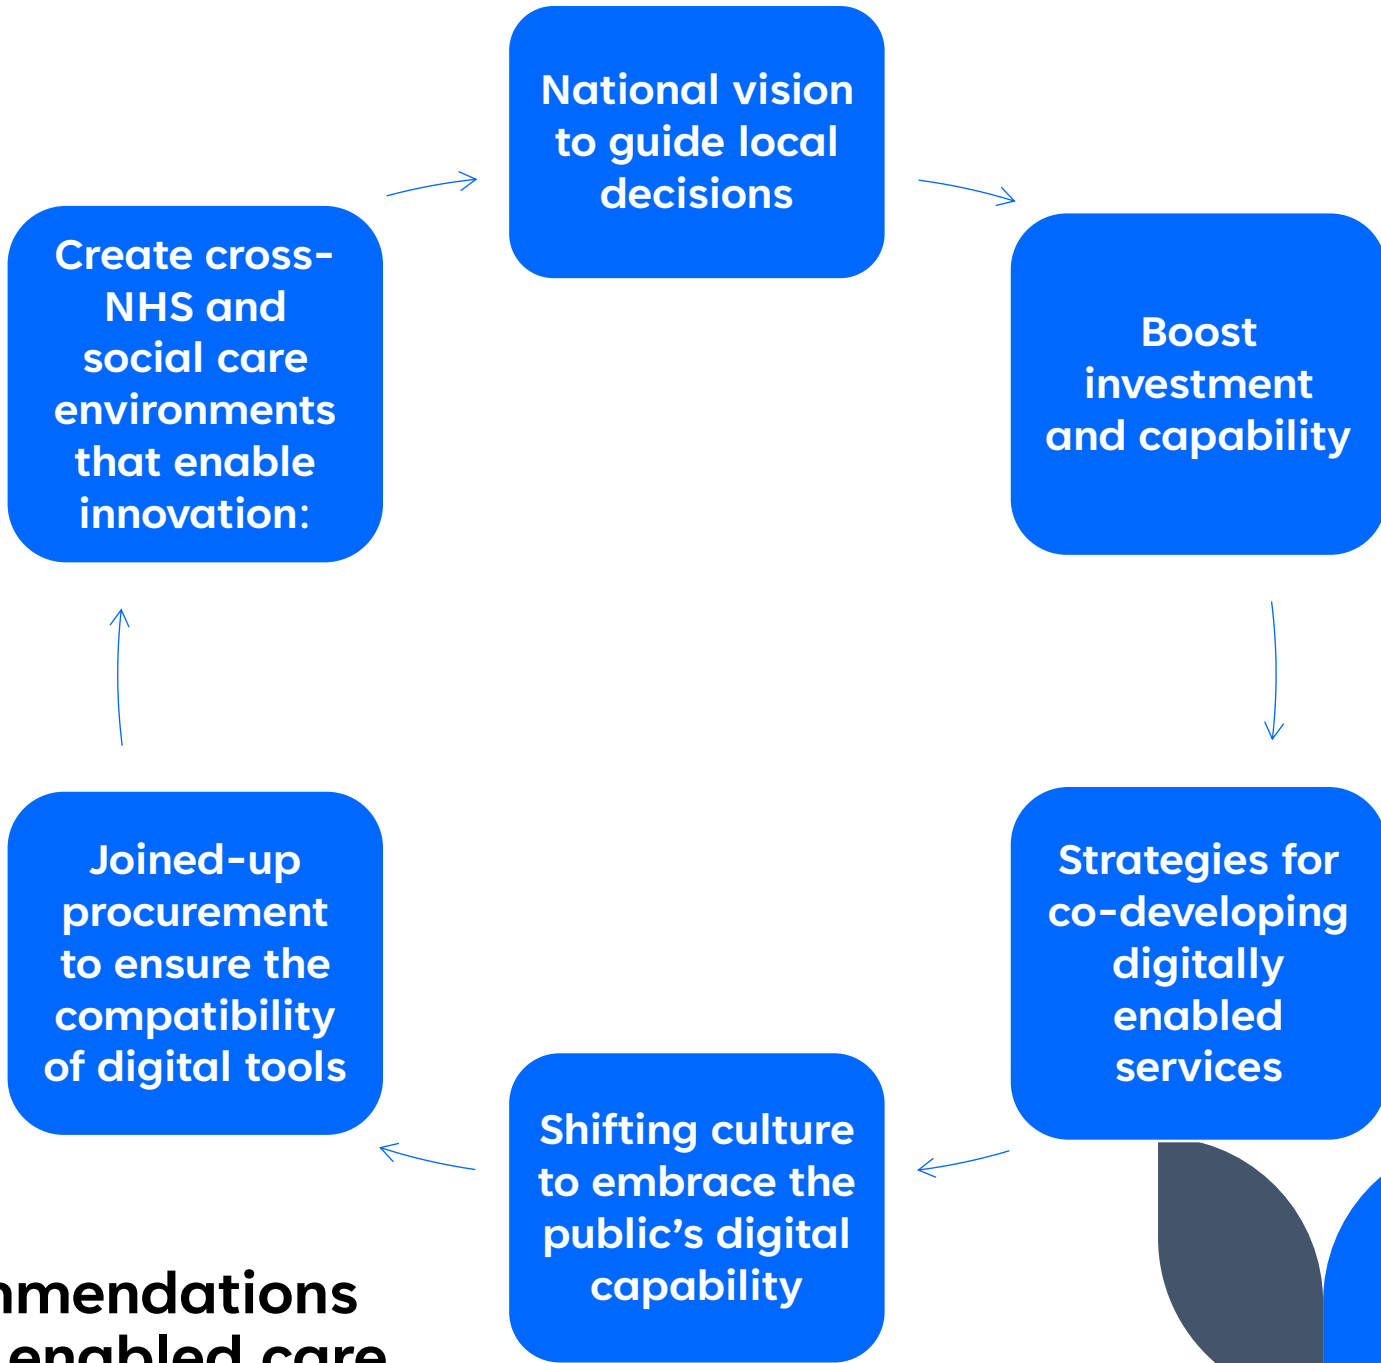 National vision
to guide local
decisions
Boost
investment
and capability
Strategies for
co-developing
digitally
enabled
services
Shifting culture
to embrace the
public's digital
capability
Joined-up
procurement
to ensure the
compatibility
of digital tools
Create cross-
NHS and
social care
environments
that enable
innovation:
enabled care